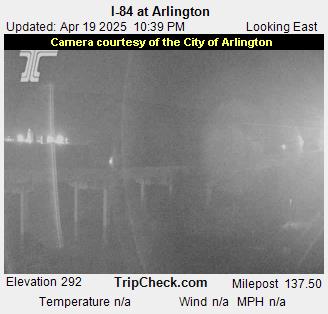 I-84 at Arlington
Updated: Apr 19 2025 10:39 PM Looking East
Camera courtesy of the City of Arlington
Elevation 292 TripCheck.com Milepost 137.50
Temperature n/a Wind n/a MPH n/a